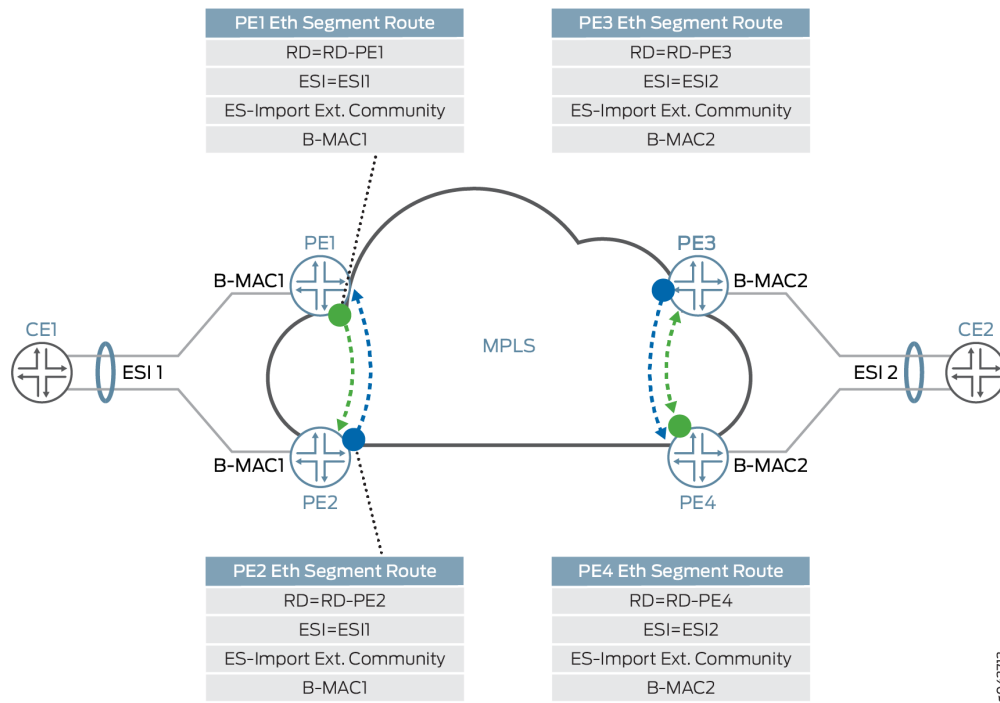 PE1 Eth Segment Route
RD=RD-PE1
ESI=ESI1
ES-Import Ext. Community
B-MAC1
PE3 Eth Segment Route
RD=RD-PE3
ESI=ESI2
ES-Import Ext. Community
B-MAC2
PE1
PE3
B-MAC1
B-MAC2
CE1
MPLS
CE2
ESI 1
ESI 2
B-MAC1
B-MAC2
PE2
PE4
PE2 Eth Segment Route
RD=RD-PE2
ESI=ESI1
ES-Import Ext. Community
B-MAC1
PE4 Eth Segment Route
RD=RD-PE4
ESI=ESI2
ES-Import Ext. Community
B-MAC2